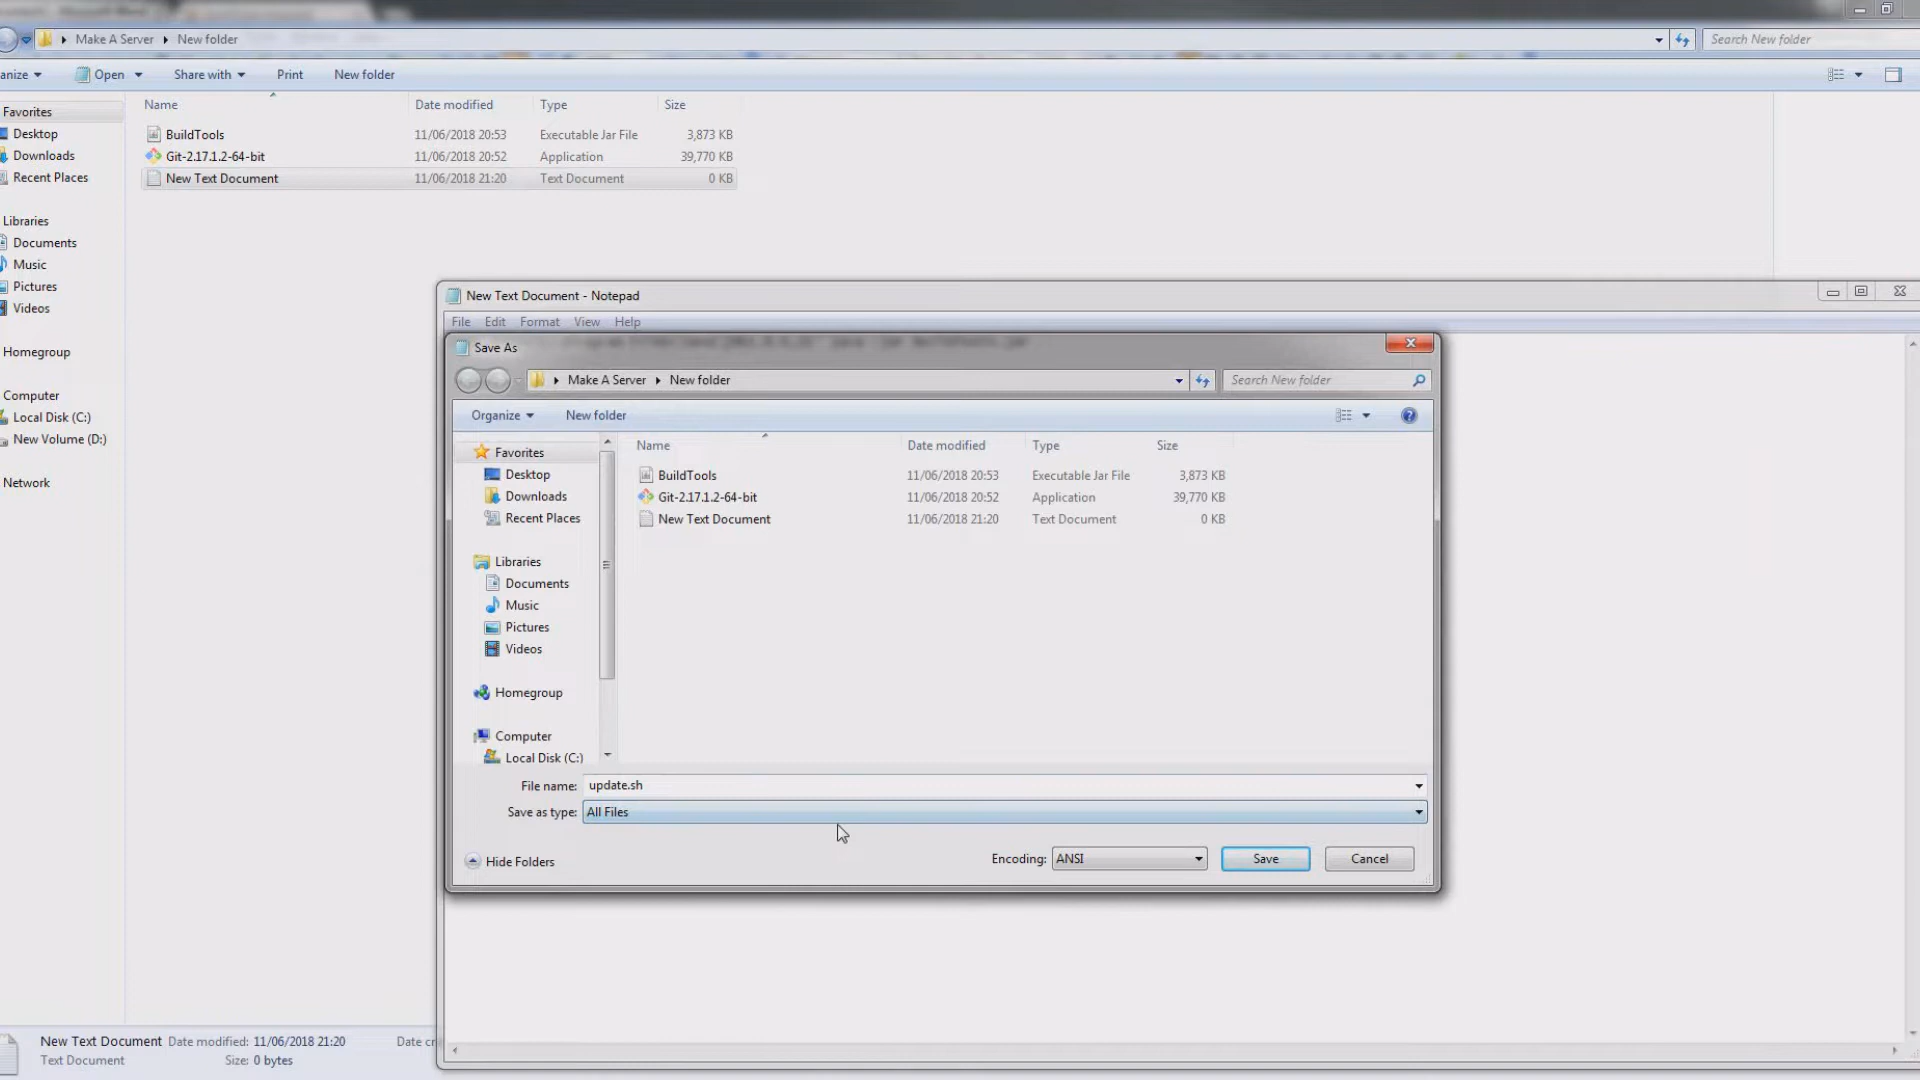 Make A Server New folder
Search New folder
Open Share with Print New folder
Favorites
Desktop
Downloads
Recent Places
Libraries
Documents
Music
Pictures
Videos
Homegroup
Computer
Local Disk (C:)
New Volume (D:)
Network
Name Date modified Type Size
BuildTools 11/06/2018 20:53 Executable Jar File 3,873 KB
Git-2.17.1.2-64-bit 11/06/2018 20:52 Application 39,770 KB
New Text Document 11/06/2018 21:20 Text Document 0 KB
New Text Document - Notepad
File Edit Format View Help
Save As
Make A Server New folder
Search New folder
Organize New folder
Favorites
Desktop
Downloads
Recent Places
Libraries
Documents
Music
Pictures
Videos
Homegroup
Computer
Local Disk (C:)
Name Date modified Type Size
BuildTools 11/06/2018 20:53 Executable Jar File 3,873 KB
Git-2.17.1.2-64-bit 11/06/2018 20:52 Application 39,770 KB
New Text Document 11/06/2018 21:20 Text Document 0 KB
File name: update.sh
Save as type: All Files
Hide Folders
Encoding: ANSI Save Cancel
New Text Document Date modified: 11/06/2018 21:20
Text Document Size: 0 bytes